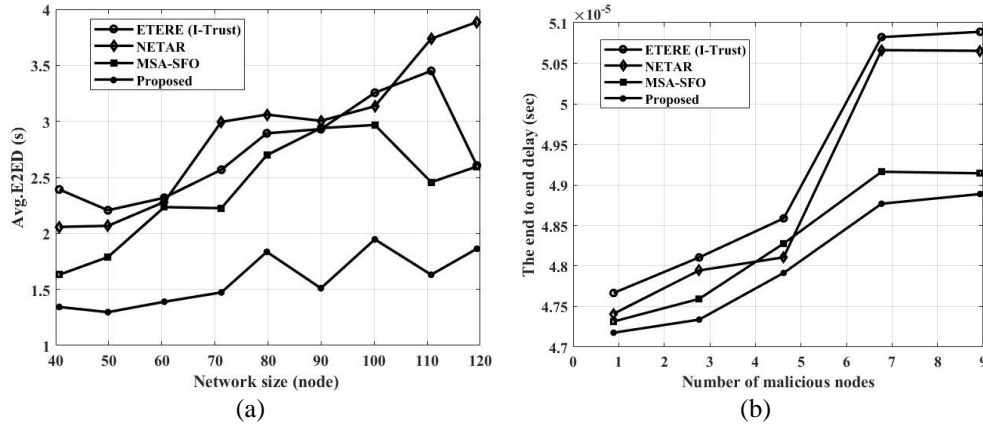 4
3.5
3
2.5
2
1.5
1
Avg.E2ED (s)
ETERE (I-Trust)
NETAR
MSA-SFO
Proposed
40 50 60 70 80 90 100 110 120
Network size (node)
(a)
×10⁻⁵
5.1
5.05
5
4.95
4.9
4.85
4.8
4.75
4.7
The end to end delay (sec)
ETERE (I-Trust)
NETAR
MSA-SFO
Proposed
0 1 2 3 4 5 6 7 8 9
Number of malicious nodes
(b)